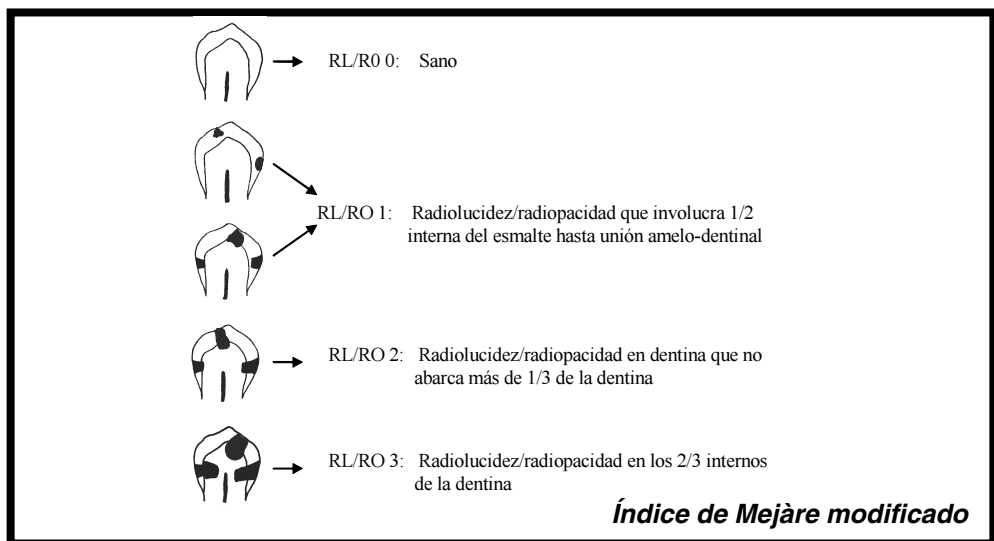 RL/R0 0: Sano
RL/RO 1: Radiolucidez/radiopacidad que involucra 1/2
interna del esmalte hasta unión amelo-dentinal
RL/RO 2: Radiolucidez/radiopacidad en dentina que no
abarca más de 1/3 de la dentina
RL/RO 3: Radiolucidez/radiopacidad en los 2/3 internos
de la dentina
Índice de Mejàre modificado